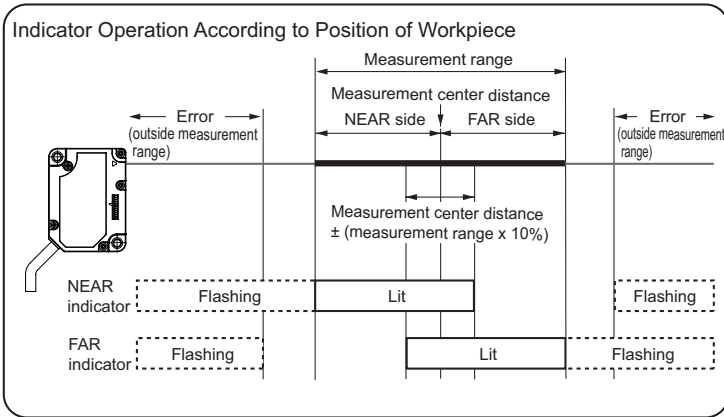 Indicator Operation According to Position of Workpiece
Measurement range
Measurement center distance
Error
(outside measurement
range)
NEAR side
FAR side
Error
(outside measurement
range)
Measurement center distance
± (measurement range x 10%)
NEAR
indicator
Flashing
Lit
Flashing
FAR
indicator
Flashing
Lit
Flashing